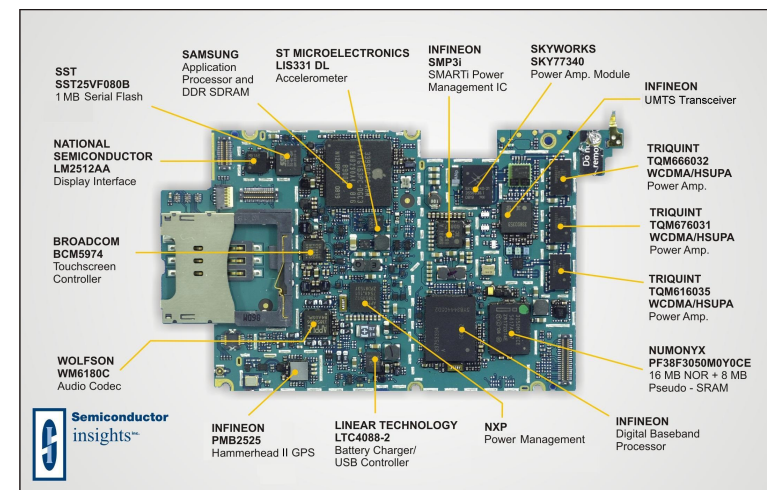 SST
SST25VF080B
1 MB Serial Flash
SAMSUNG
Application
Processor and
DDR SDRAM
ST MICROELECTRONICS
LIS331 DL
Accelerometer
INFINEON
SMP3i
SMARTi Power
Management IC
SKYWORKS
SKY77340
Power Amp. Module
INFINEON
UMTS Transceiver
NATIONAL
SEMICONDUCTOR
LM2512AA
Display Interface
Do not
remove
TRIQUINT
TQM666032
WCDMA/HSUPA
Power Amp.
BROADCOM
BCM5974
Touchscreen
Controller
TRIQUINT
TQM676031
WCDMA/HSUPA
Power Amp.
TRIQUINT
TQM616035
WCDMA/HSUPA
Power Amp.
WOLFSON
WM6180C
Audio Codec
NUMONYX
PF38F3050M0Y0CE
16 MB NOR + 8 MB
Pseudo - SRAM
INFINEON
PMB2525
Hammerhead II GPS
LINEAR TECHNOLOGY
LTC4088-2
Battery Charger/
USB Controller
NXP
Power Management
INFINEON
Digital Baseband
Processor
Semiconductor
insights